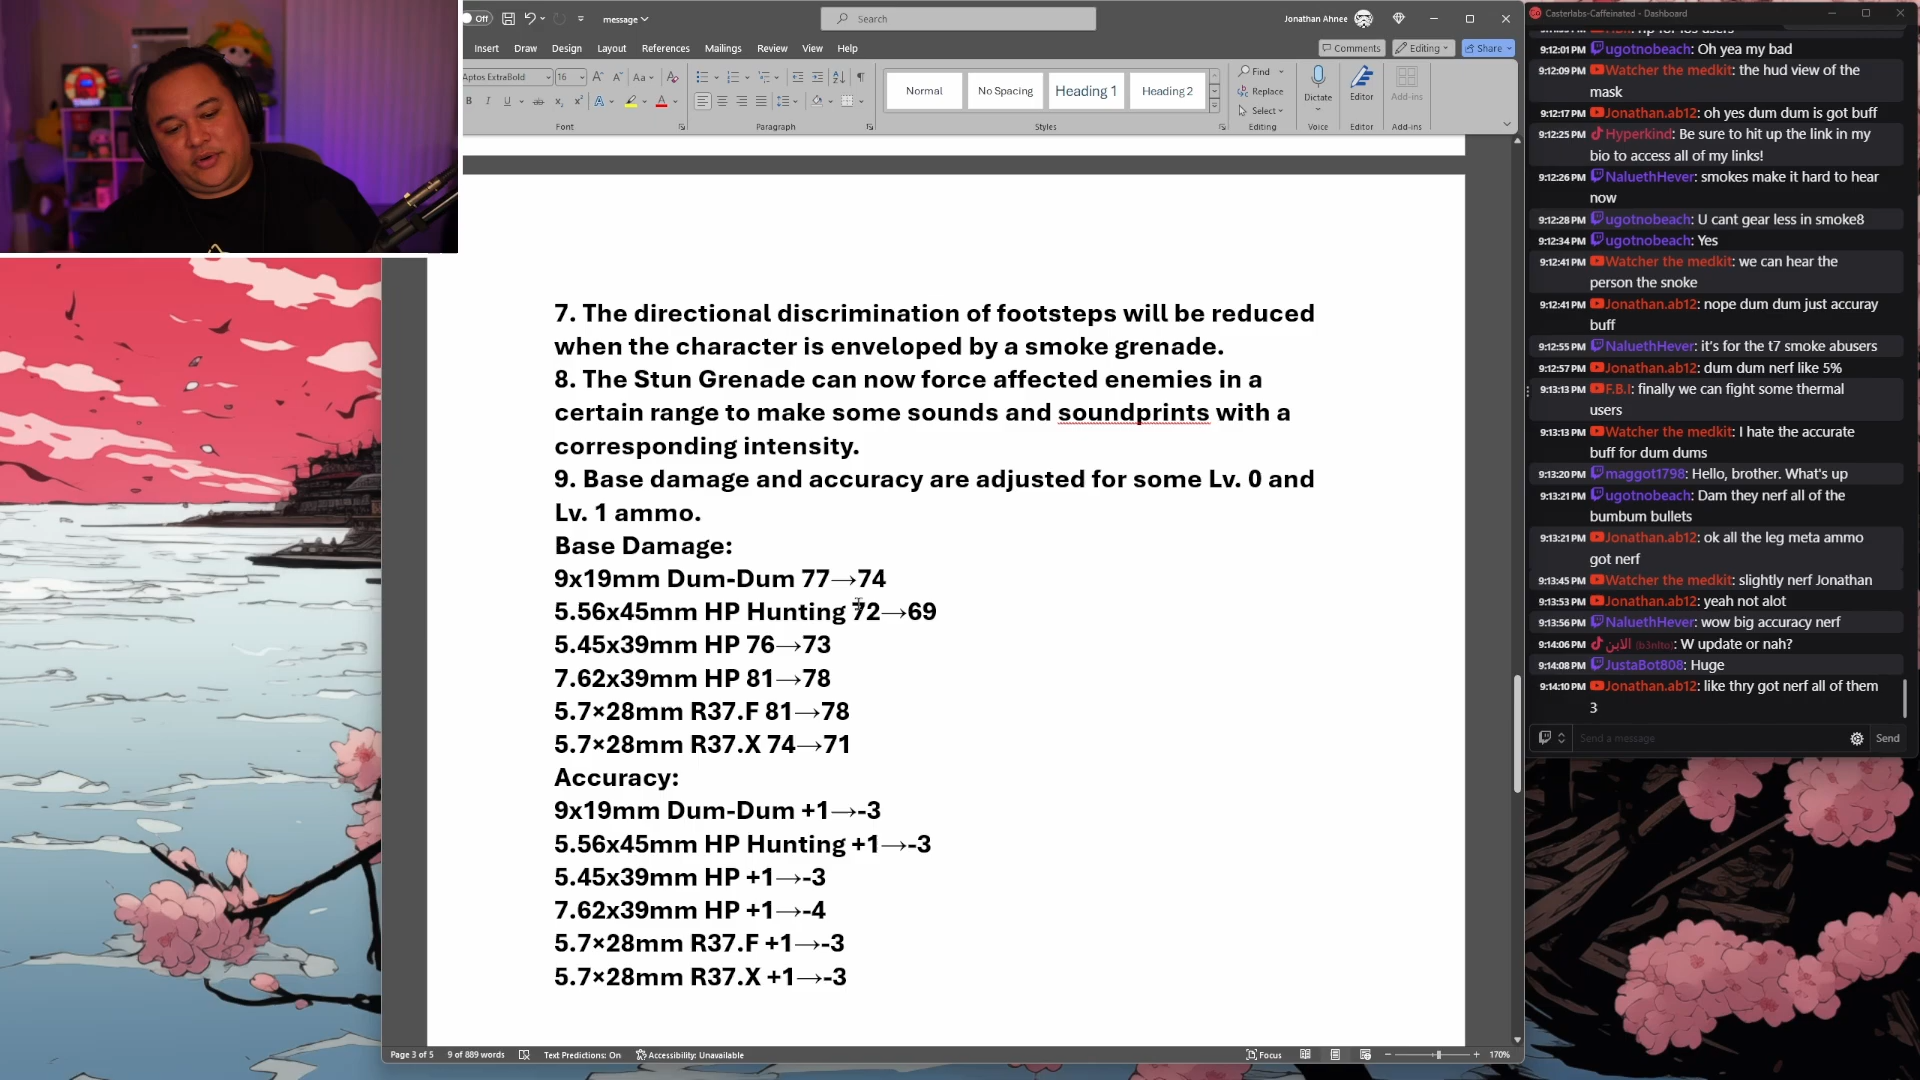 Off
message
Search
Jonathan Ahnee
Insert Draw Design Layout References Mailings Review View Help
Comments Editing Share
Aptos ExtraBold 16
Normal No Spacing Heading 1 Heading 2
Find
Replace
Select
Dictate Editor Add-ins
Font Paragraph Styles Editing Voice Editor Add-ins
7. The directional discrimination of footsteps will be reduced
when the character is enveloped by a smoke grenade.
8. The Stun Grenade can now force affected enemies in a
certain range to make some sounds and soundprints with a
corresponding intensity.
9. Base damage and accuracy are adjusted for some Lv. 0 and
Lv. 1 ammo.
Base Damage:
9x19mm Dum-Dum 77→74
5.56x45mm HP Hunting 72→69
5.45x39mm HP 76→73
7.62x39mm HP 81→78
5.7×28mm R37.F 81→78
5.7×28mm R37.X 74→71
Accuracy:
9x19mm Dum-Dum +1→-3
5.56x45mm HP Hunting +1→-3
5.45x39mm HP +1→-3
7.62x39mm HP +1→-4
5.7×28mm R37.F +1→-3
5.7×28mm R37.X +1→-3
Page 3 of 5 9 of 889 words Text Predictions: On Accessibility: Unavailable Focus 170%
Casterlabs-Caffeinated - Dashboard
9:12:01 PM ugotnobeach: Oh yea my bad
9:12:09 PM Watcher the medkit: the hud view of the
mask
9:12:17 PM Jonathan.ab12: oh yes dum dum is got buff
9:12:25 PM Hyperkind: Be sure to hit up the link in my
bio to access all of my links!
9:12:26 PM NaluethHever: smokes make it hard to hear
now
9:12:28 PM ugotnobeach: U cant gear less in smoke8
9:12:34 PM ugotnobeach: Yes
9:12:41 PM Watcher the medkit: we can hear the
person the snoke
9:12:41 PM Jonathan.ab12: nope dum dum just accuray
buff
9:12:55 PM NaluethHever: it's for the t7 smoke abusers
9:12:57 PM Jonathan.ab12: dum dum nerf like 5%
9:13:13 PM F.B.I: finally we can fight some thermal
users
9:13:13 PM Watcher the medkit: I hate the accurate
buff for dum dums
9:13:20 PM maggot1798: Hello, brother. What's up
9:13:21 PM ugotnobeach: Dam they nerf all of the
bumbum bullets
9:13:21 PM Jonathan.ab12: ok all the leg meta ammo
got nerf
9:13:45 PM Watcher the medkit: slightly nerf Jonathan
9:13:53 PM Jonathan.ab12: yeah not alot
9:13:56 PM NaluethHever: wow big accuracy nerf
9:14:06 PM الابن (b3nito): W update or nah?
9:14:08 PM JustaBot808: Huge
9:14:10 PM Jonathan.ab12: like thry got nerf all of them
3
Send a message
Send